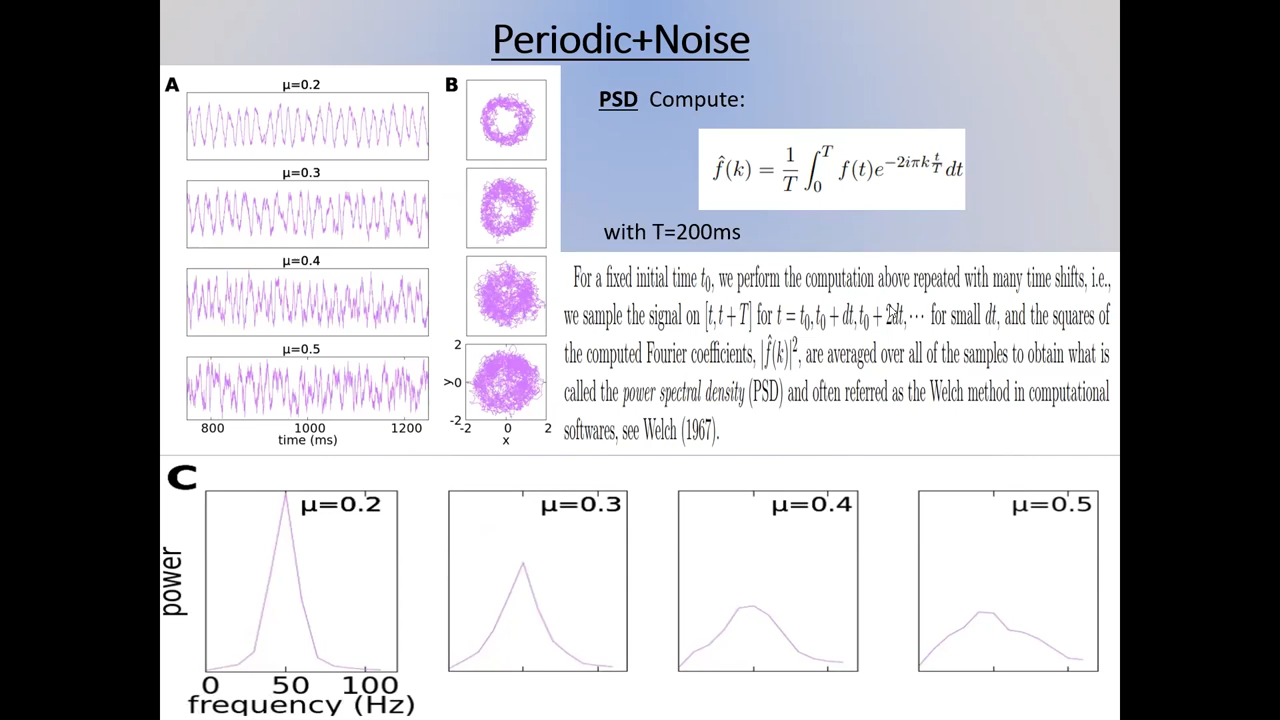 Periodic+Noise
A
μ=0.2
μ=0.3
μ=0.4
μ=0.5
800 1000 1200
time (ms)
B
2
0
-2
y
-2 0 2
x
PSD Compute:
f̂(k) = 1/T ∫₀ᵀ f(t)e^{-2iπk t/T} dt
with T=200ms
For a fixed initial time t₀, we perform the computation above repeated with many time shifts, i.e.,
we sample the signal on [t, t + T] for t = t₀, t₀ + dt, t₀ + 2dt, ⋯ for small dt, and the squares of
the computed Fourier coefficients, |f̂(k)|², are averaged over all of the samples to obtain what is
called the power spectral density (PSD) and often referred as the Welch method in computational
softwares, see Welch (1967).
C
μ=0.2
μ=0.3
μ=0.4
μ=0.5
power
0 50 100
frequency (Hz)